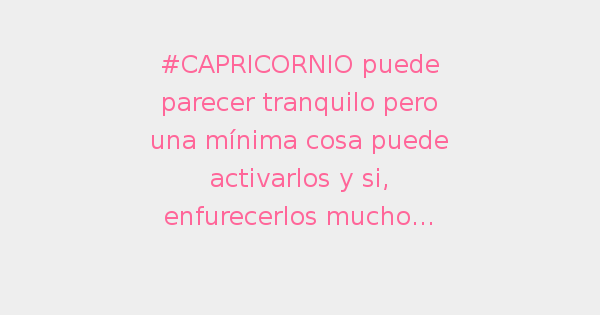 #CAPRICORNIO puede
parecer tranquilo pero
una mínima cosa puede
activarlos y si,
enfurecerlos mucho...